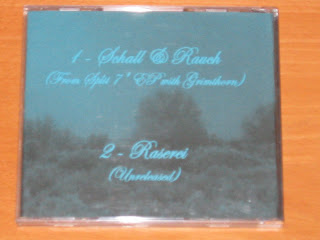 1 - Schall & Rauch
(From Split 7" EP with Grimthorn)
2 - Raserei
(Unreleased)